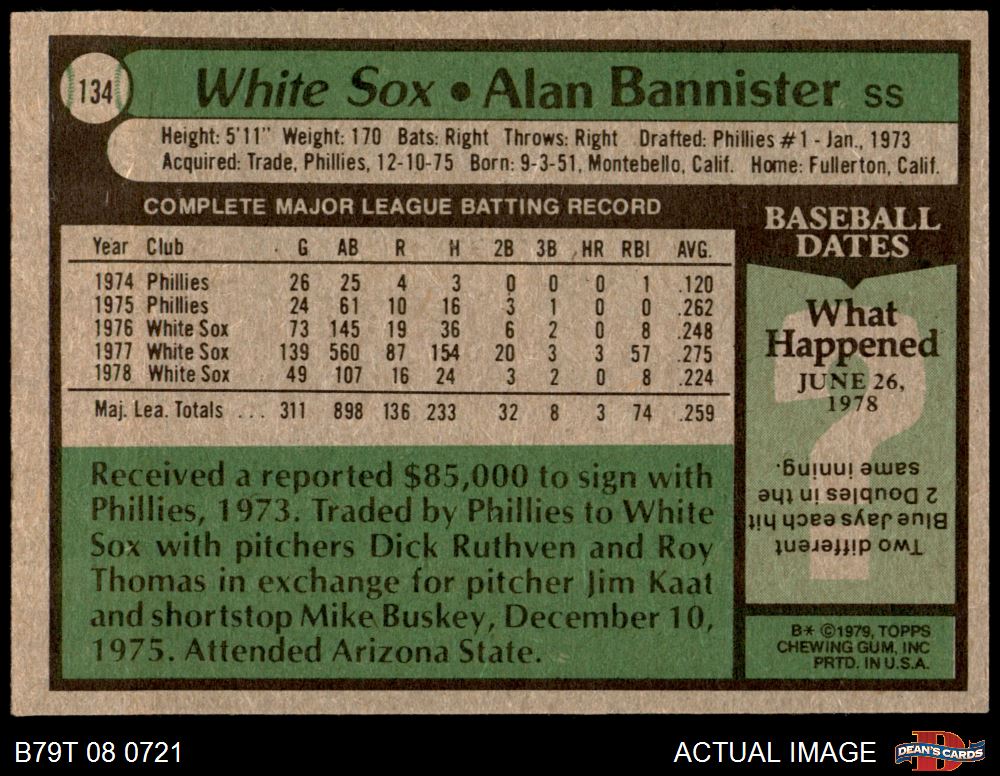 134
White Sox • Alan Bannister SS
Height: 5'11" Weight: 170 Bats: Right Throws: Right Drafted: Phillies #1 - Jan., 1973
Acquired: Trade, Phillies, 12-10-75 Born: 9-3-51, Montebello, Calif. Home: Fullerton, Calif.
COMPLETE MAJOR LEAGUE BATTING RECORD
Year Club G AB R H 2B 3B HR RBI AVG.
1974 Phillies 26 25 4 3 0 0 0 1 .120
1975 Phillies 24 61 10 16 3 1 0 0 .262
1976 White Sox 73 145 19 36 6 2 0 8 .248
1977 White Sox 139 560 87 154 20 3 3 57 .275
1978 White Sox 49 107 16 24 3 2 0 8 .224
Maj. Lea. Totals ... 311 898 136 233 32 8 3 74 .259
Received a reported $85,000 to sign with
Phillies, 1973. Traded by Phillies to White
Sox with pitchers Dick Ruthven and Roy
Thomas in exchange for pitcher Jim Kaat
and shortstop Mike Buskey, December 10,
1975. Attended Arizona State.
BASEBALL
DATES
What
Happened
JUNE 26,
1978
Two different
Blue Jays each hit
2 Doubles in the
same inning.
B* ©1979, TOPPS
CHEWING GUM, INC
PRTD. IN U.S.A.
B79T 08 0721
ACTUAL IMAGE
DEAN'S CARDS